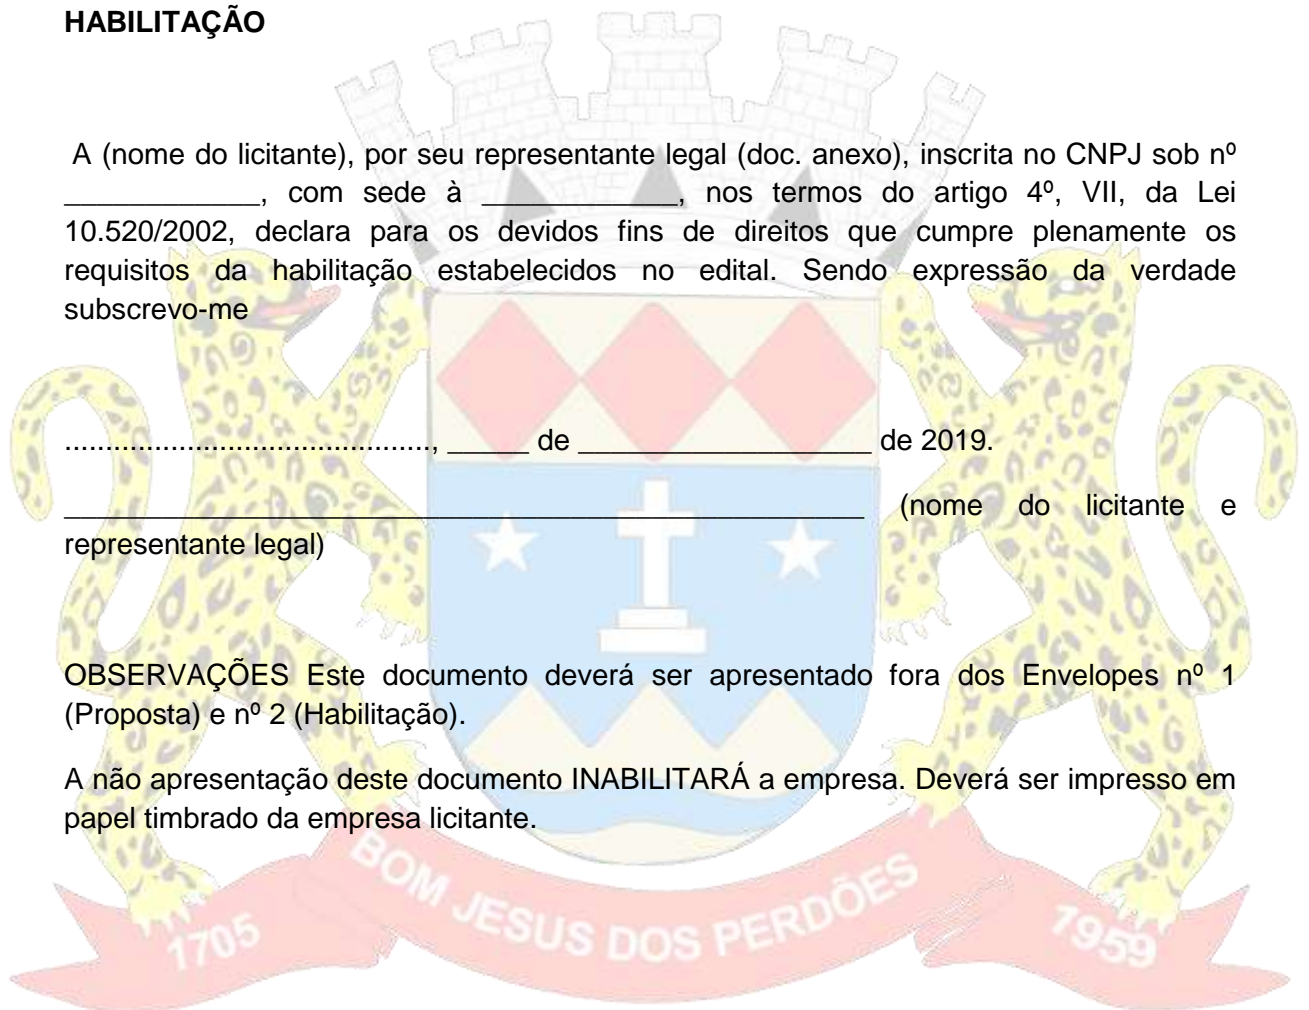 HABILITAÇÃO
A (nome do licitante), por seu representante legal (doc. anexo), inscrita no CNPJ sob nº
____________, com sede à ____________, nos termos do artigo 4º, VII, da Lei
10.520/2002, declara para os devidos fins de direitos que cumpre plenamente os
requisitos da habilitação estabelecidos no edital. Sendo expressão da verdade
subscrevo-me
............................................., _____ de __________________ de 2019.
_________________________________________________ (nome do licitante e
representante legal)
OBSERVAÇÕES Este documento deverá ser apresentado fora dos Envelopes nº 1
(Proposta) e nº 2 (Habilitação).
A não apresentação deste documento INABILITARÁ a empresa. Deverá ser impresso em
papel timbrado da empresa licitante.
1705 BOM JESUS DOS PERDÕES 1959